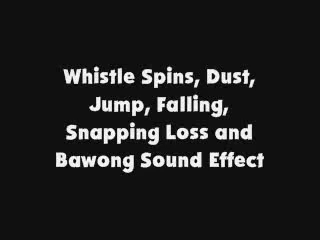 Whistle Spins, Dust,
Jump, Falling,
Snapping Loss and
Bawong Sound Effect